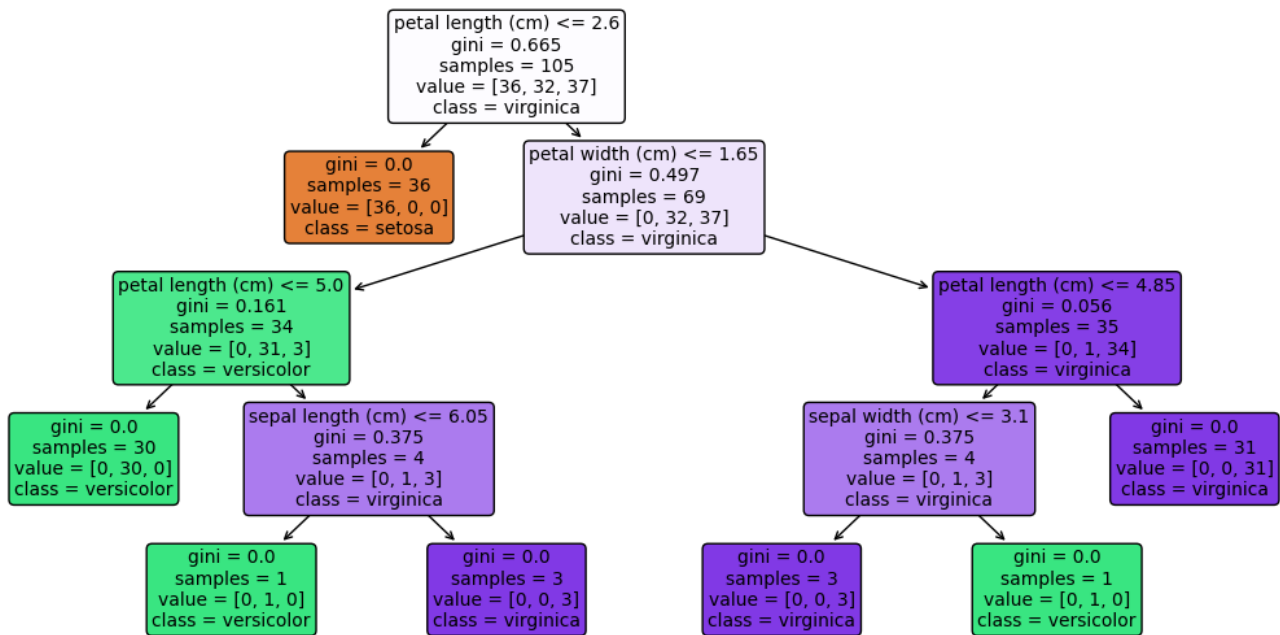 petal length (cm) <= 2.6
gini = 0.665
samples = 105
value = [36, 32, 37]
class = virginica
gini = 0.0
samples = 36
value = [36, 0, 0]
class = setosa
petal width (cm) <= 1.65
gini = 0.497
samples = 69
value = [0, 32, 37]
class = virginica
petal length (cm) <= 5.0
gini = 0.161
samples = 34
value = [0, 31, 3]
class = versicolor
petal length (cm) <= 4.85
gini = 0.056
samples = 35
value = [0, 1, 34]
class = virginica
gini = 0.0
samples = 30
value = [0, 30, 0]
class = versicolor
sepal length (cm) <= 6.05
gini = 0.375
samples = 4
value = [0, 1, 3]
class = virginica
sepal width (cm) <= 3.1
gini = 0.375
samples = 4
value = [0, 1, 3]
class = virginica
gini = 0.0
samples = 31
value = [0, 0, 31]
class = virginica
gini = 0.0
samples = 1
value = [0, 1, 0]
class = versicolor
gini = 0.0
samples = 3
value = [0, 0, 3]
class = virginica
gini = 0.0
samples = 3
value = [0, 0, 3]
class = virginica
gini = 0.0
samples = 1
value = [0, 1, 0]
class = versicolor